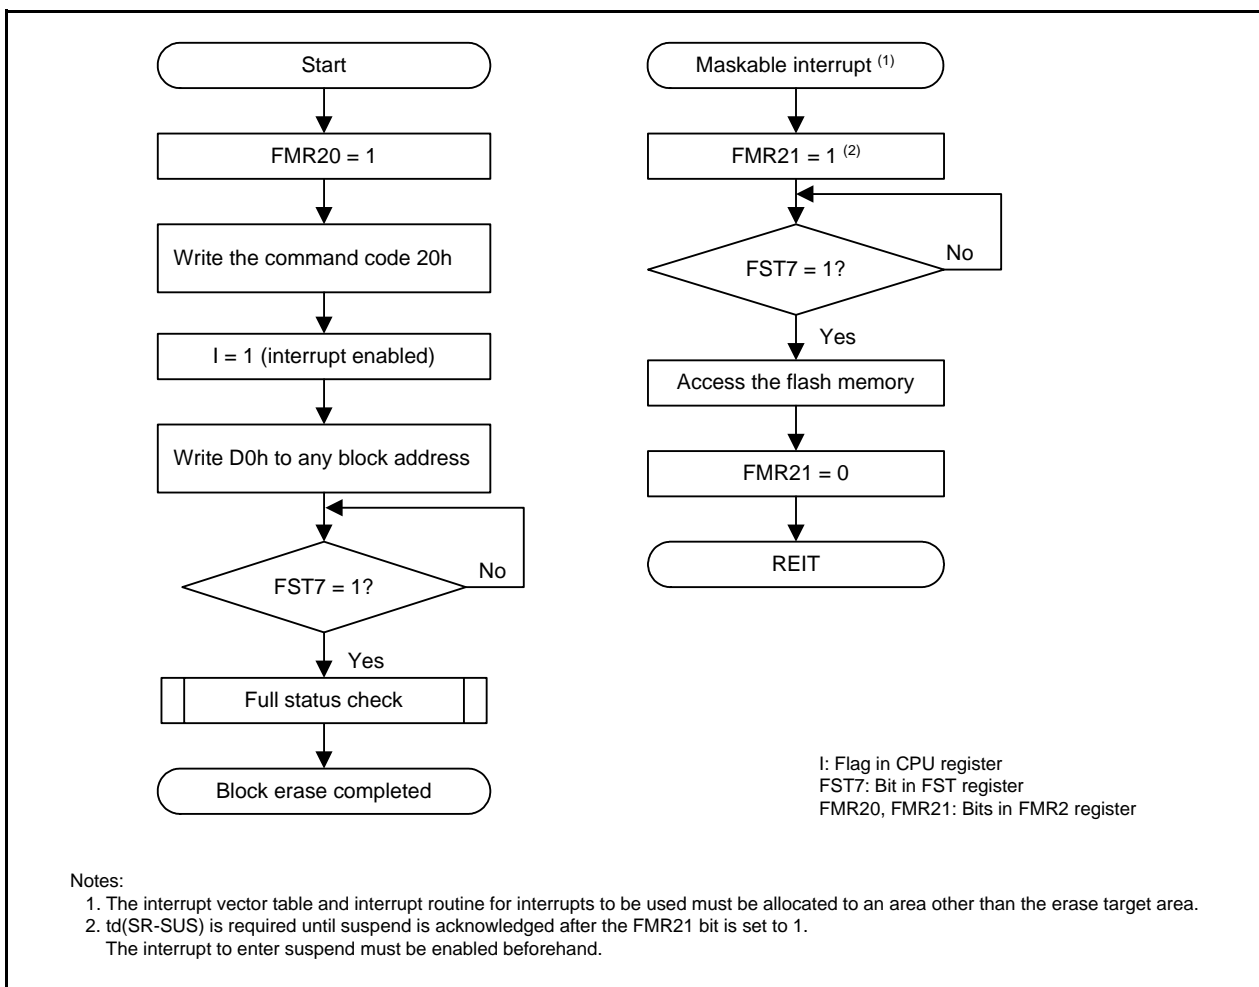 Start
FMR20 = 1
Write the command code 20h
I = 1 (interrupt enabled)
Write D0h to any block address
FST7 = 1?
No
Yes
Full status check
Block erase completed
Maskable interrupt (1)
FMR21 = 1 (2)
FST7 = 1?
No
Yes
Access the flash memory
FMR21 = 0
REIT
I: Flag in CPU register
FST7: Bit in FST register
FMR20, FMR21: Bits in FMR2 register
Notes:
1. The interrupt vector table and interrupt routine for interrupts to be used must be allocated to an area other than the erase target area.
2. td(SR-SUS) is required until suspend is acknowledged after the FMR21 bit is set to 1.
The interrupt to enter suspend must be enabled beforehand.